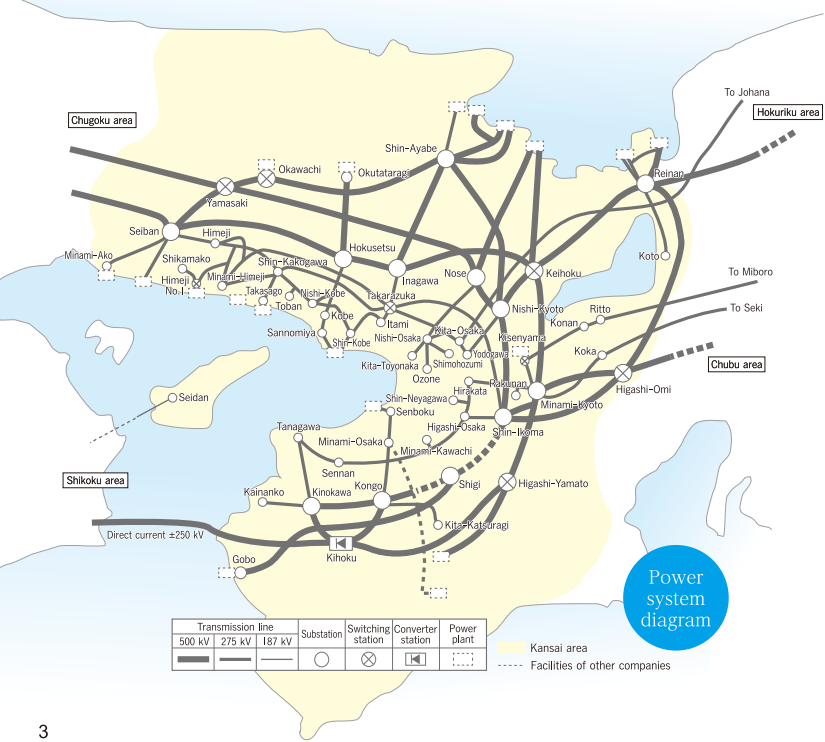 To Johana
Hokuriku area
Chugoku area
Shin-Ayabe
Okawachi
Okutataragi
Reinan
Yamasaki
Seiban
Himeji
Hokusetsu
Koto
Minami-Ako
Shikamako
Shin-Kakogawa
Inagawa
Nose
Keihoku
To Miboro
Himeji
No.1
Minami-Himeji
Takasago
Nishi-Kobe
Takarazuka
Toban
Nishi-Kyoto
Ritto
To Seki
Kobe
Itami
Konan
Sannomiya
Shin-Kobe
Nishi-Osaka
Kita-Osaka
Kisenyama
Kita-Toyonaka
Shimohozumi
Yodogawa
Koka
Chubu area
Ozone
Rakunan
Higashi-Omi
Hirakata
Seidan
Shin-Neyagawa
Minami-Kyoto
Senboku
Tanagawa
Higashi-Osaka
Shin-Ikoma
Minami-Osaka
Minami-Kawachi
Sennan
Shikoku area
Kainanko
Kinokawa
Kongo
Shigi
Higashi-Yamato
Kita-Katsuragi
Direct current ±250 kV
Kihoku
Gobo
Power
system
diagram
Transmission line
500 kV
275 kV
187 kV
Substation
Switching
station
Converter
station
Power
plant
Kansai area
Facilities of other companies
3